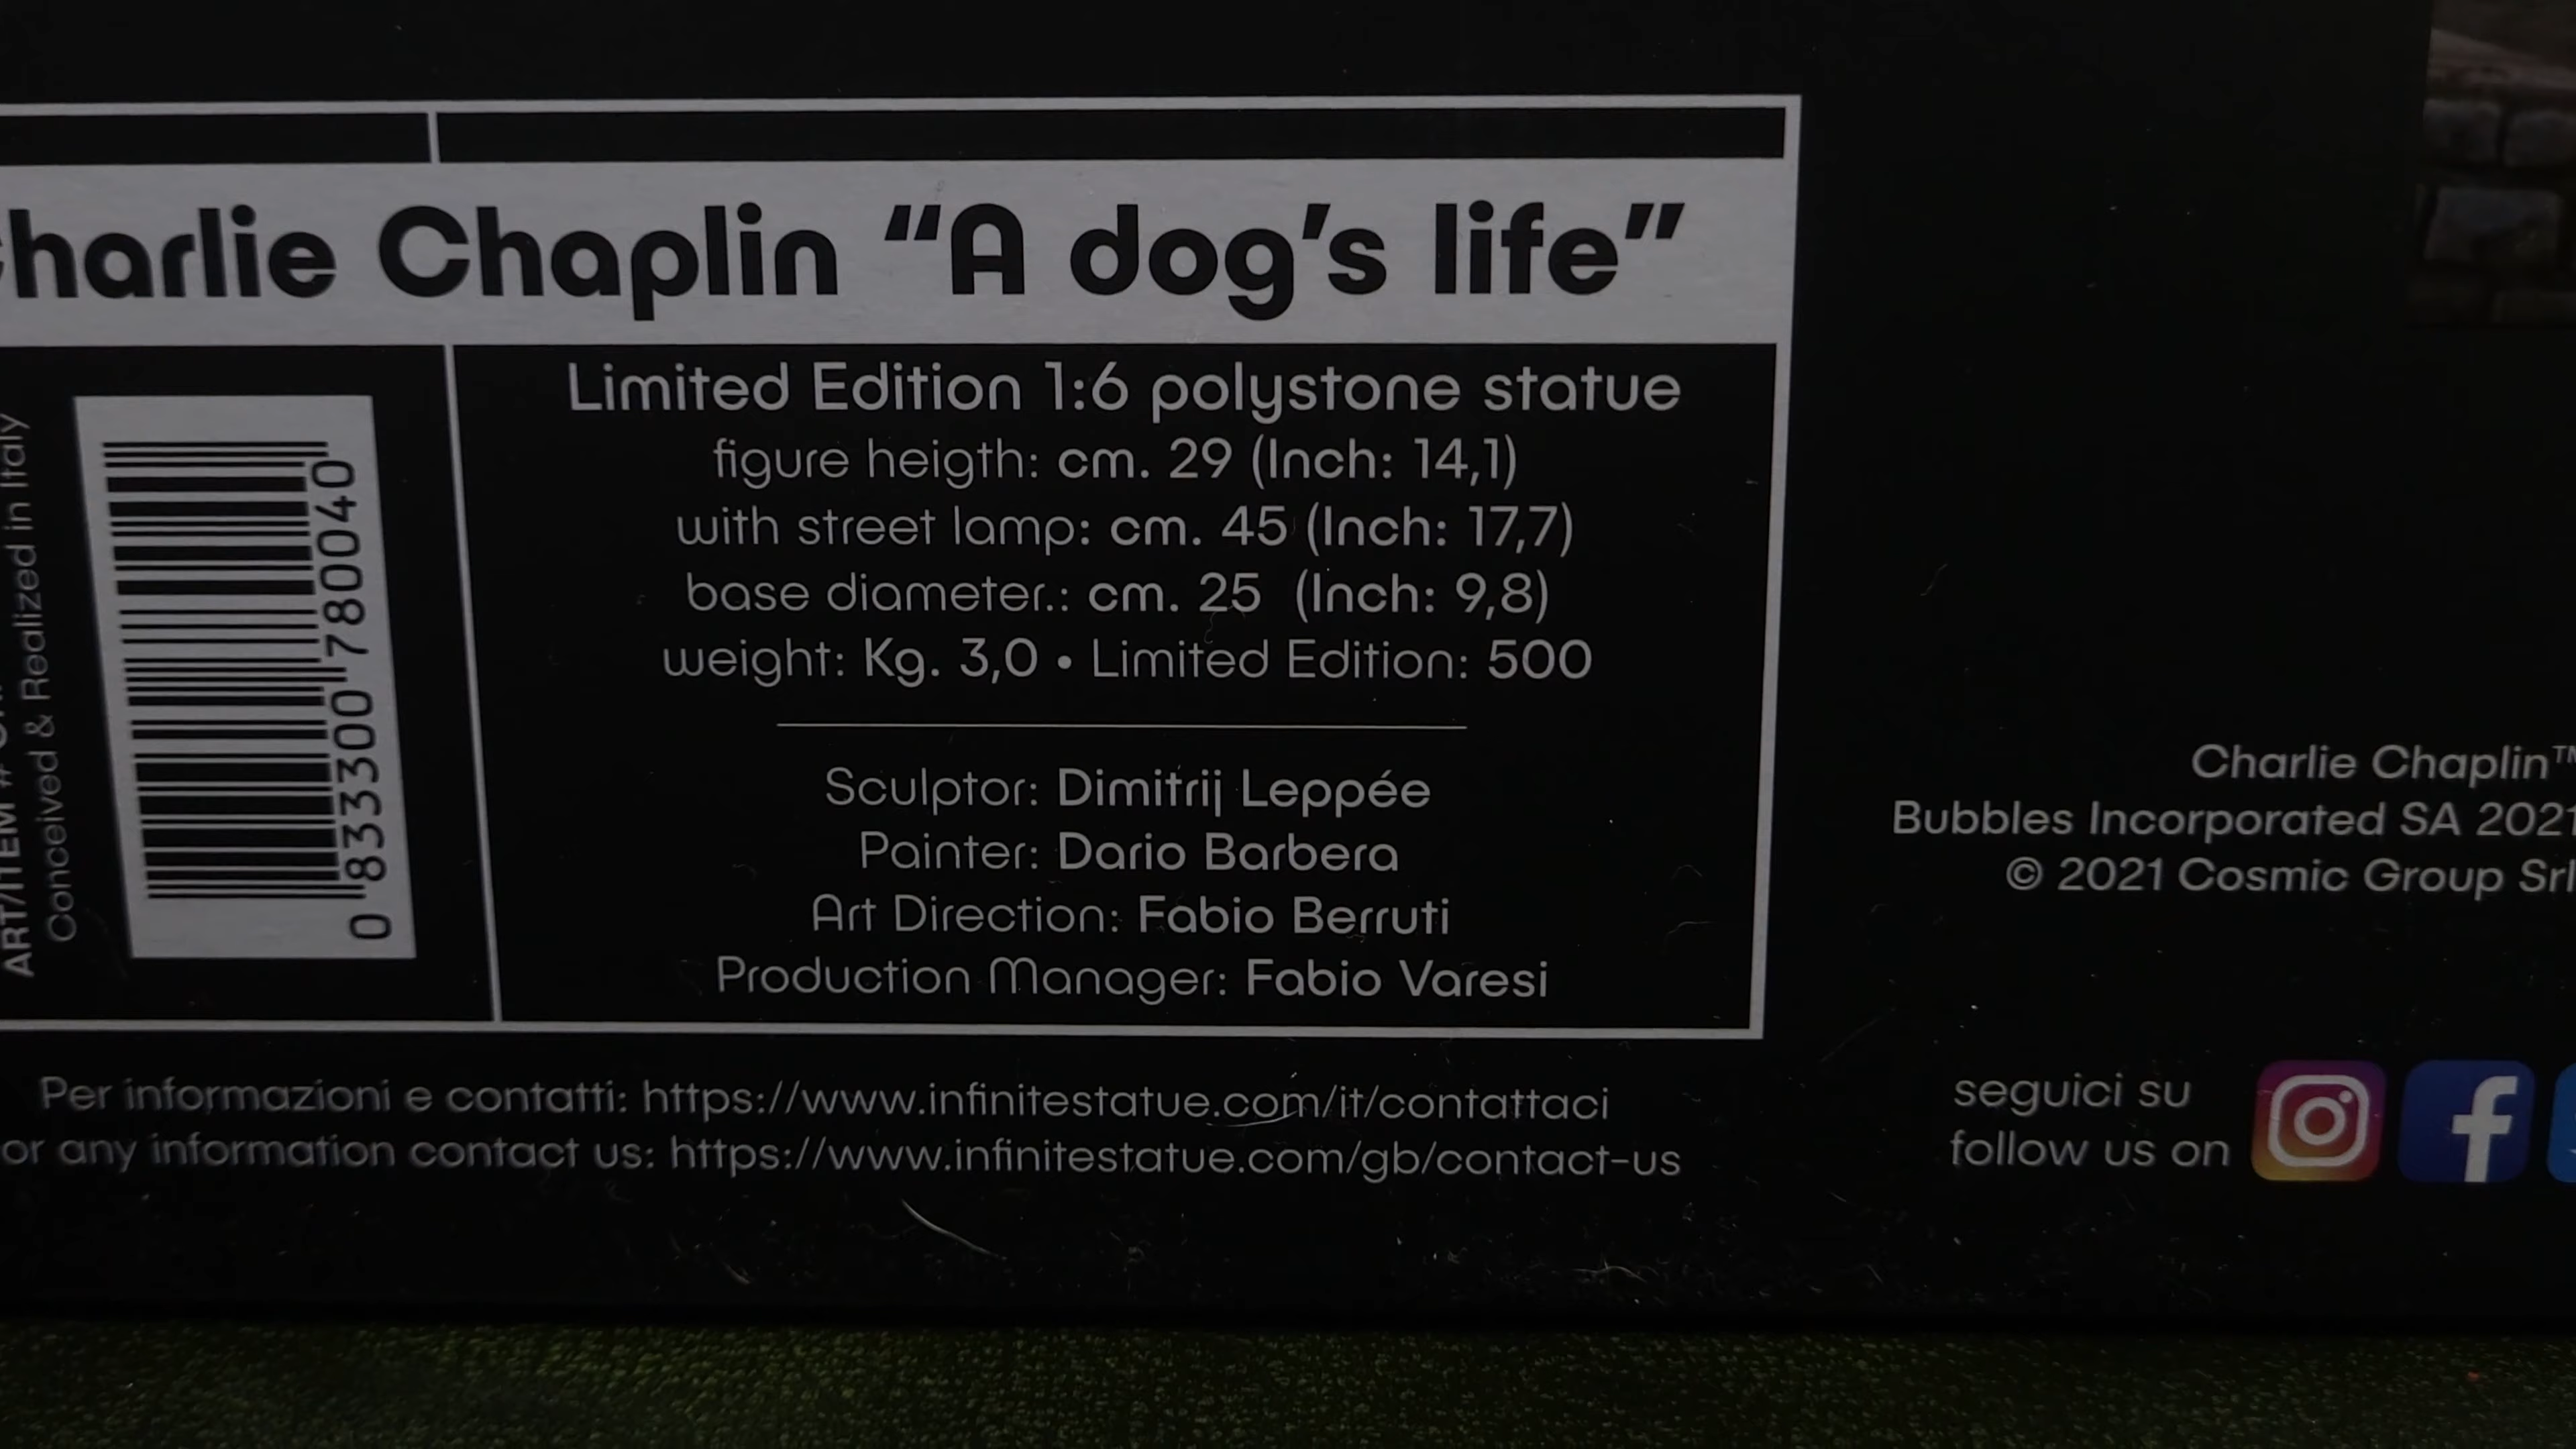 Charlie Chaplin “A dog’s life”
Limited Edition 1:6 polystone statue
figure heigth: cm. 29 (Inch: 14,1)
with street lamp: cm. 45 (Inch: 17,7)
base diameter.: cm. 25 (Inch: 9,8)
weight: Kg. 3,0 • Limited Edition: 500
Sculptor: Dimitrij Leppée
Painter: Dario Barbera
Art Direction: Fabio Berruti
Production Manager: Fabio Varesi
ART/ITEM #
Conceived & Realized in Italy
0 833300 780040
Per informazioni e contatti: https://www.infinitestatue.com/it/contattaci
or any information contact us: https://www.infinitestatue.com/gb/contact-us
Charlie Chaplin™
Bubbles Incorporated SA 2021
© 2021 Cosmic Group Srl
seguici su
follow us on